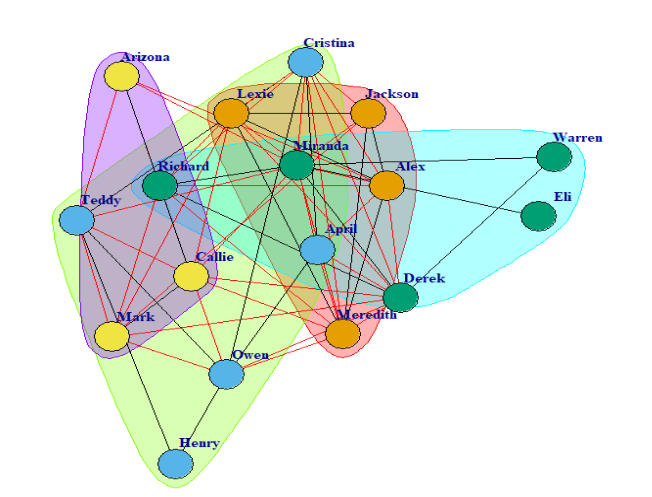 Cristina
Arizona
Lexie
Jackson
Warren
Miranda
Richard
Alex
Eli
Teddy
April
Callie
Derek
Mark
Meredith
Owen
Henry